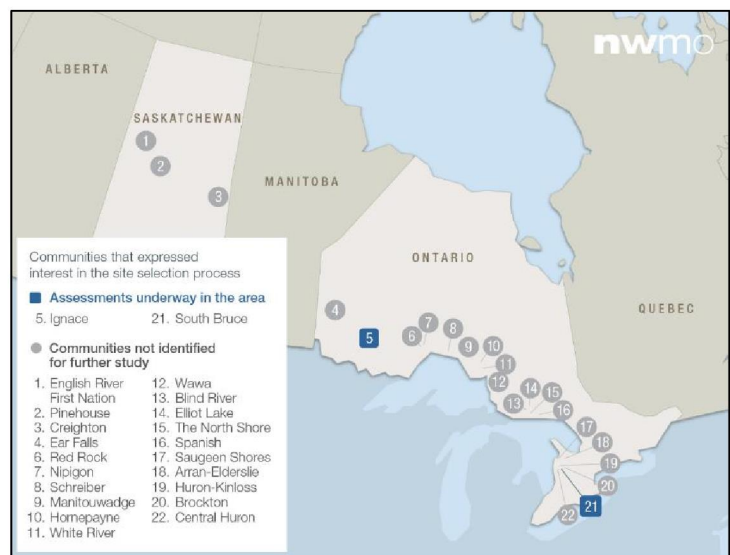 nwmo
ALBERTA
SASKATCHEWAN
1
2
3
MANITOBA
ONTARIO
QUEBEC
4
5
6
7
8
9
10
11
12
13
14
15
16
17
18
19
20
21
22
Communities that expressed
interest in the site selection process
Assessments underway in the area
5. Ignace
21. South Bruce
Communities not identified
for further study
1. English River
First Nation
2. Pinehouse
3. Creighton
4. Ear Falls
6. Red Rock
7. Nipigon
8. Schreiber
9. Manitouwadge
10. Hornepayne
11. White River
12. Wawa
13. Blind River
14. Elliot Lake
15. The North Shore
16. Spanish
17. Saugeen Shores
18. Arran-Elderslie
19. Huron-Kinloss
20. Brockton
22. Central Huron